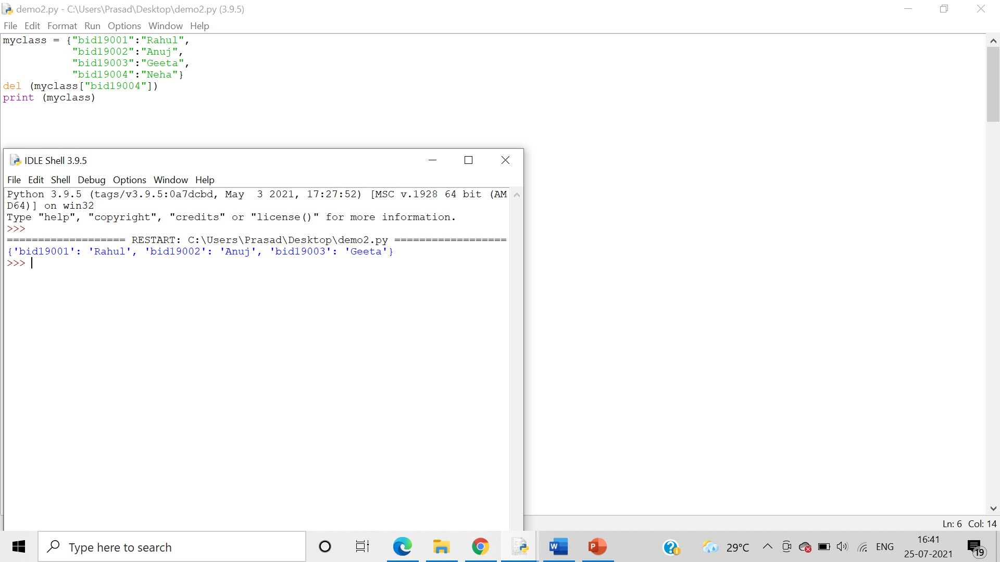 demo2.py - C:\Users\Prasad\Desktop\demo2.py (3.9.5)
File Edit Format Run Options Window Help
myclass = {"bid19001":"Rahul",
"bid19002":"Anuj",
"bid19003":"Geeta",
"bid19004":"Neha"}
del (myclass["bid19004"])
print (myclass)
IDLE Shell 3.9.5
File Edit Shell Debug Options Window Help
Python 3.9.5 (tags/v3.9.5:0a7dcbd, May  3 2021, 17:27:52) [MSC v.1928 64 bit (AM
D64)] on win32
Type "help", "copyright", "credits" or "license()" for more information.
>>>
=================== RESTART: C:\Users\Prasad\Desktop\demo2.py ==================
{'bid19001': 'Rahul', 'bid19002': 'Anuj', 'bid19003': 'Geeta'}
>>>
Ln: 6 Col: 14
Type here to search
W
P
?
29°C
ENG
16:41
25-07-2021
19